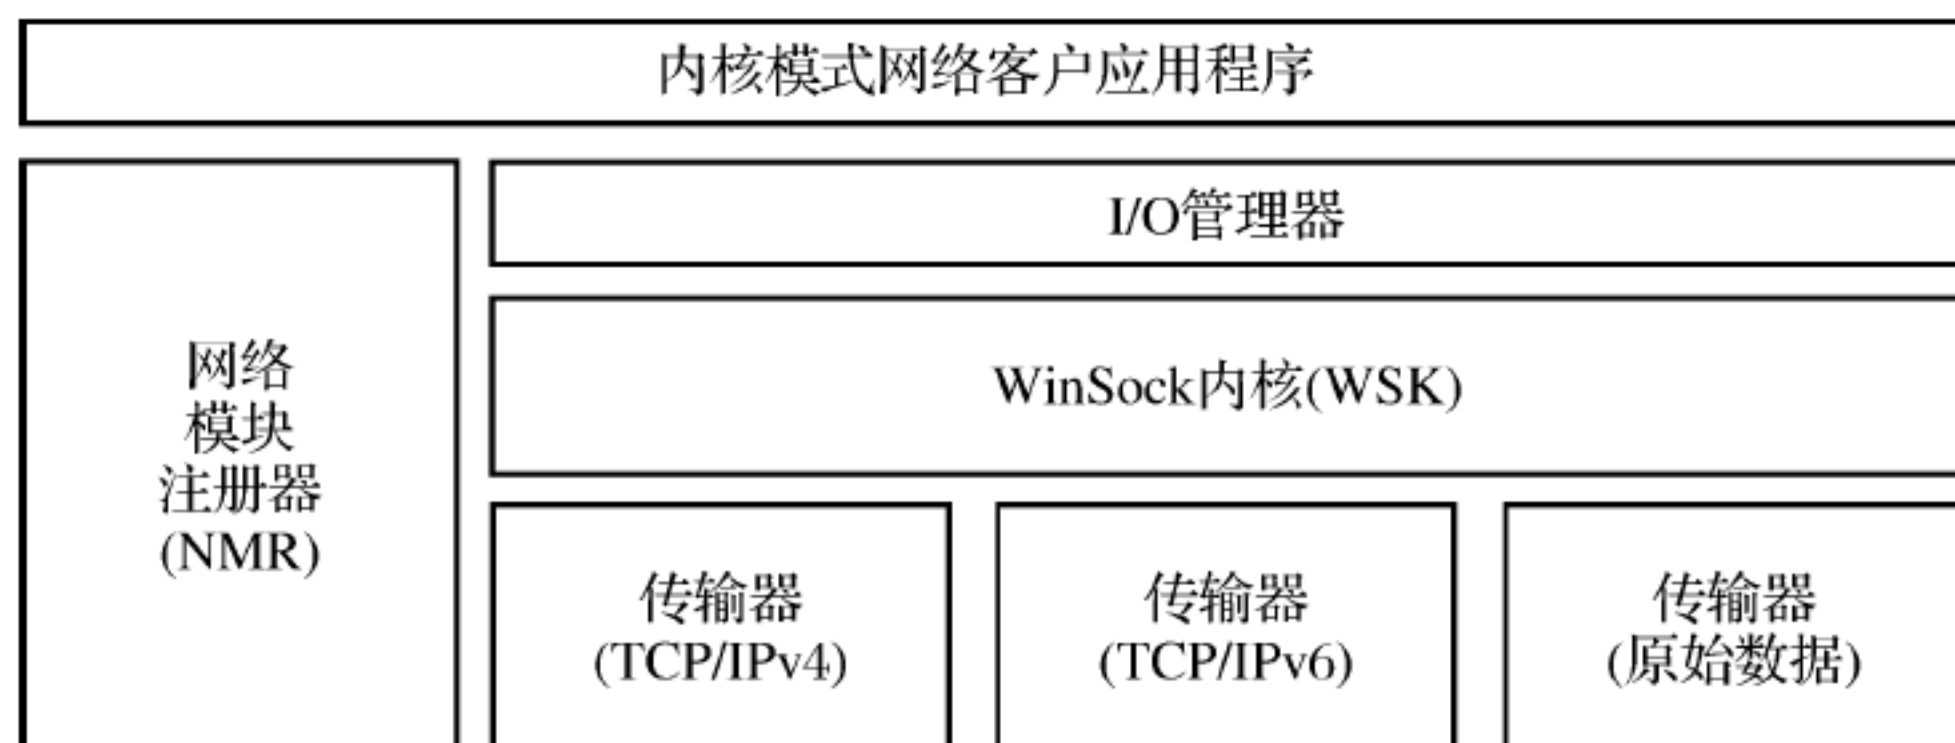 内核模式网络客户应用程序
I/O管理器
网络
模块
注册器
(NMR)
WinSock内核(WSK)
传输器
(TCP/IPv4)
传输器
(TCP/IPv6)
传输器
(原始数据)